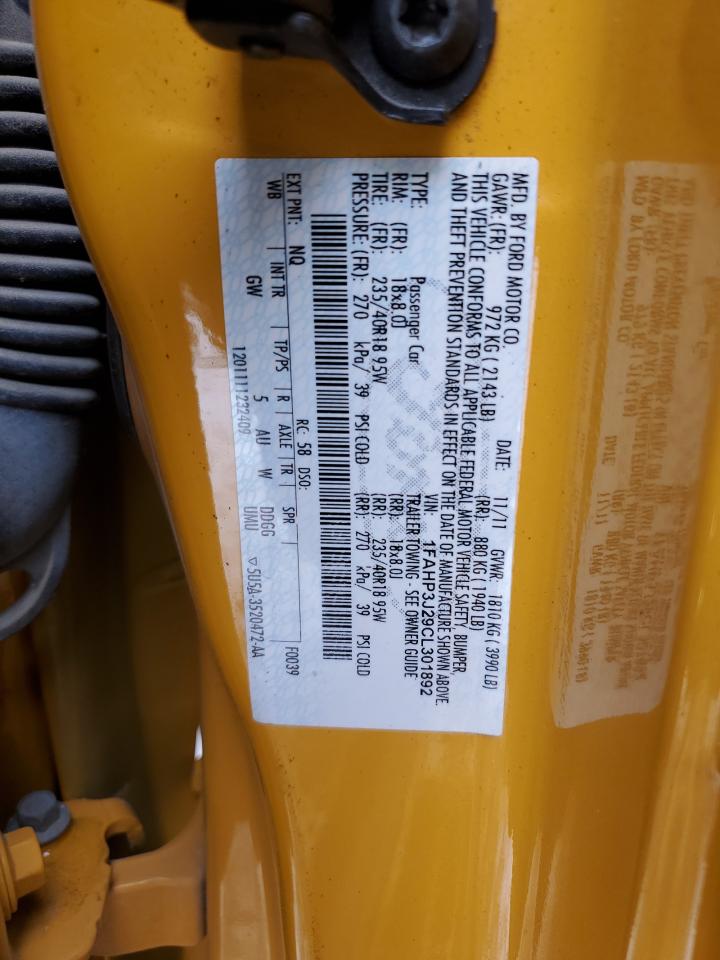 MFD. BY FORD MOTOR CO.
DATE: 11/11 GVWR: 1810 KG ( 3990 LB)
GAWR: (FR): 972 KG ( 2143 LB) (RR): 880 KG ( 1940 LB)
THIS VEHICLE CONFORMS TO ALL APPLICABLE FEDERAL MOTOR VEHICLE SAFETY, BUMPER,
AND THEFT PREVENTION STANDARDS IN EFFECT ON THE DATE OF MANUFACTURE SHOWN ABOVE.
VIN: 1FAHP3J29CL301892
TYPE: Passenger Car TRAILER TOWING - SEE OWNER GUIDE
RIM: (FR): 18x8.0J (RR): 18x8.0J
TIRE: (FR): 235/40R18 95W (RR): 235/40R18 95W
PRESSURE: (FR): 270 kPa/ 39 PSI COLD (RR): 270 kPa/ 39 PSI COLD
EXT PNT: NQ RC: 58 DSO: F0039
WB INT TR TP/PS R AXLE TR SPR
GW 5 AU W DDGG
1201111232409 UMU 5U5A-3520472-AA